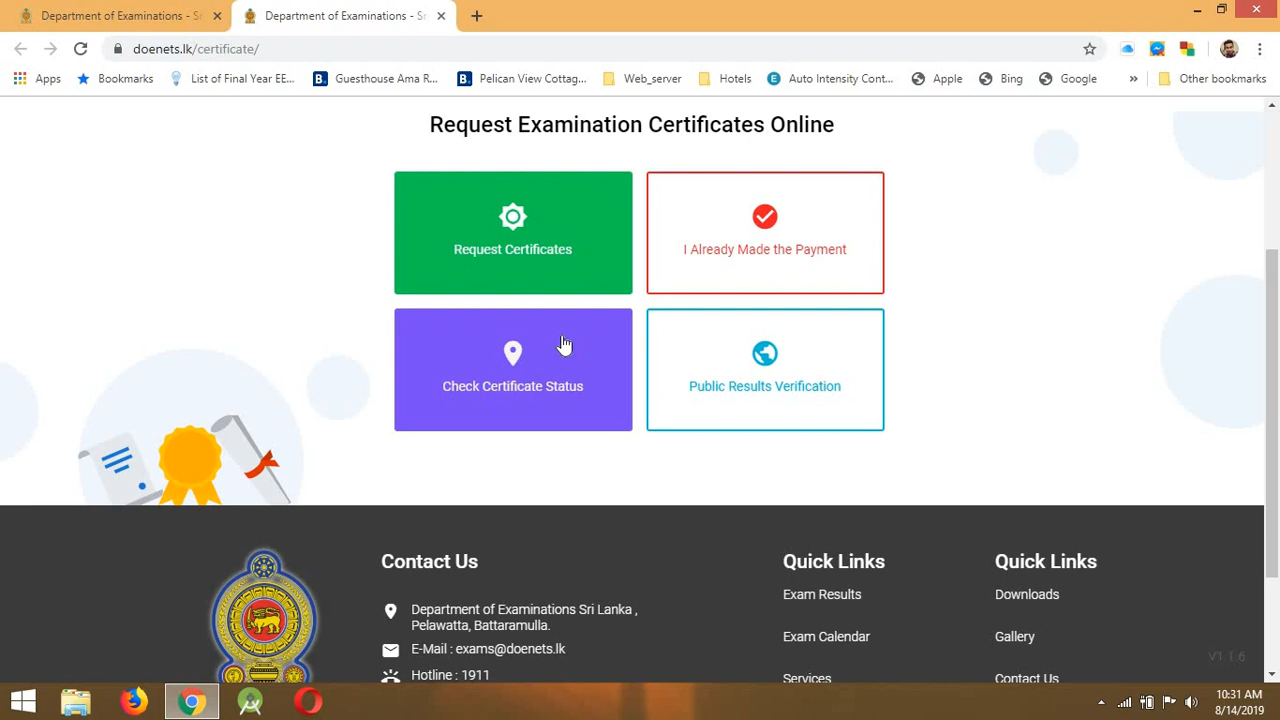 Department of Examinations - Sr
Department of Examinations - Sr
doenets.lk/certificate/
Apps
Bookmarks
List of Final Year EE...
Guesthouse Ama R...
Pelican View Cottag...
Web_server
Hotels
Auto Intensity Cont...
Apple
Bing
Google
»
Other bookmarks
Request Examination Certificates Online
Request Certificates
I Already Made the Payment
Check Certificate Status
Public Results Verification
Contact Us
Quick Links
Quick Links
Department of Examinations Sri Lanka ,
Pelawatta, Battaramulla.
E-Mail : exams@doenets.lk
Hotline : 1911
Exam Results
Exam Calendar
Services
Downloads
Gallery
Contact Us
V1.1.6
10:31 AM
8/14/2019